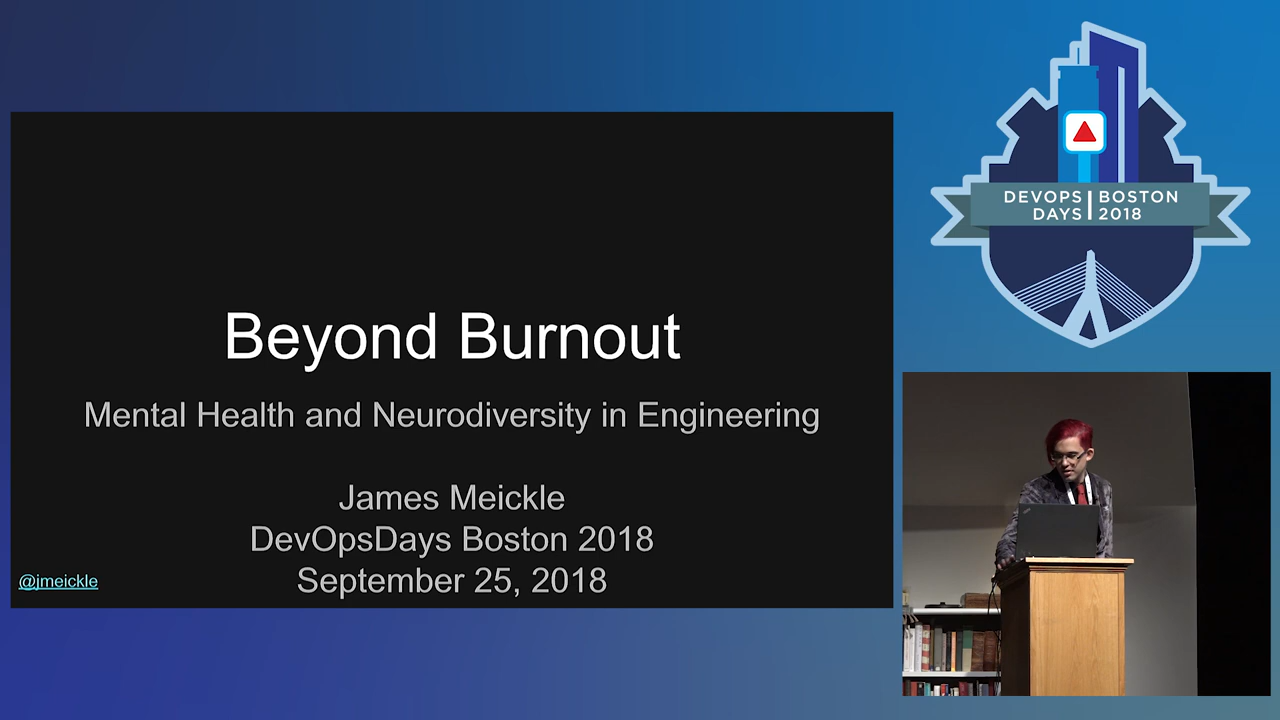 Beyond Burnout
Mental Health and Neurodiversity in Engineering
James Meickle
DevOpsDays Boston 2018
September 25, 2018
@jmeickle
DEVOPS | BOSTON
DAYS | 2018